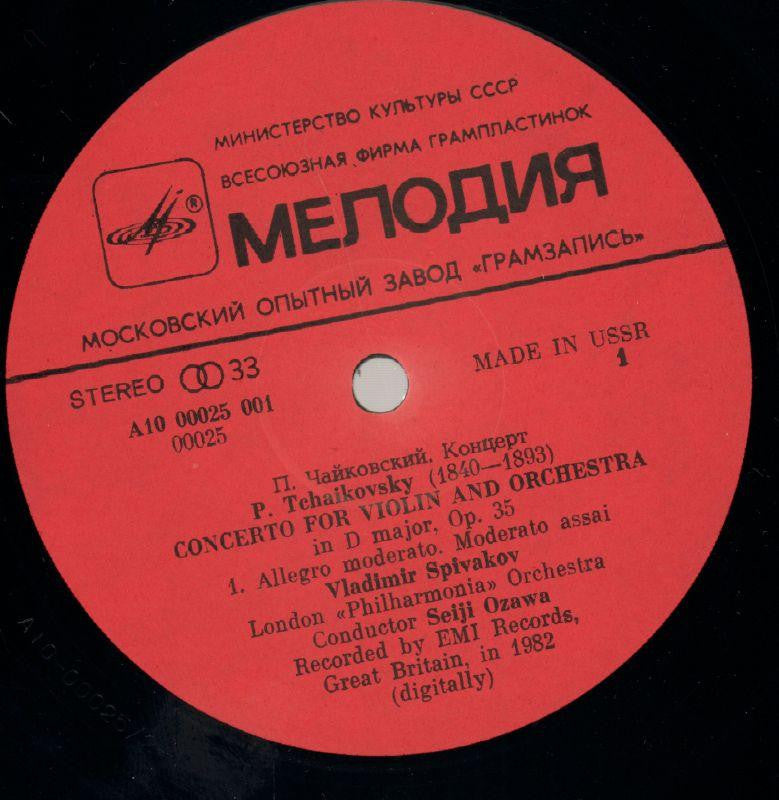 МИНИСТЕРСТВО КУЛЬТУРЫ СССР
ВСЕСОЮЗНАЯ ФИРМА ГРАМПЛАСТИНОК
®
МЕЛОДИЯ
МОСКОВСКИЙ ОПЫТНЫЙ ЗАВОД «ГРАМЗАПИСЬ»
STEREO 33
MADE IN USSR
1
А10 00025 001
00025
П. Чайковский. Концерт
P. Tchaikovsky (1840—1893)
CONCERTO FOR VIOLIN AND ORCHESTRA
in D major, Op. 35
1. Allegro moderato. Moderato assai
Vladimir Spivakov
London «Philharmonia» Orchestra
Conductor Seiji Ozawa
Recorded by EMI Records,
Great Britain, in 1982
(digitally)